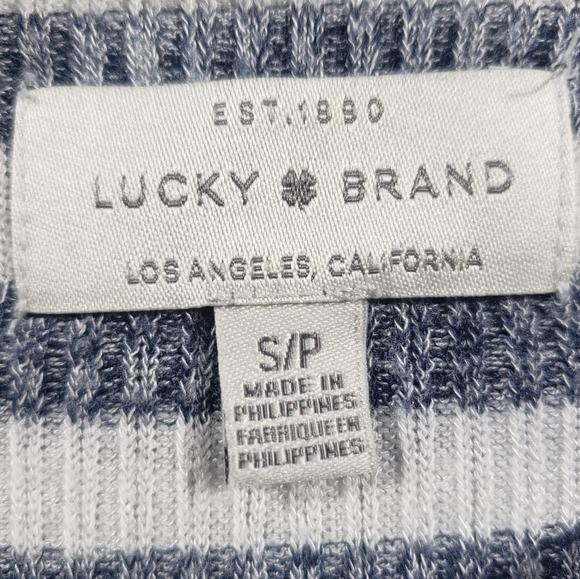 EST.1990
LUCKY BRAND
LOS ANGELES, CALIFORNIA
S/P
MADE IN
PHILIPPINES
FABRIQUE EN
PHILIPPINES